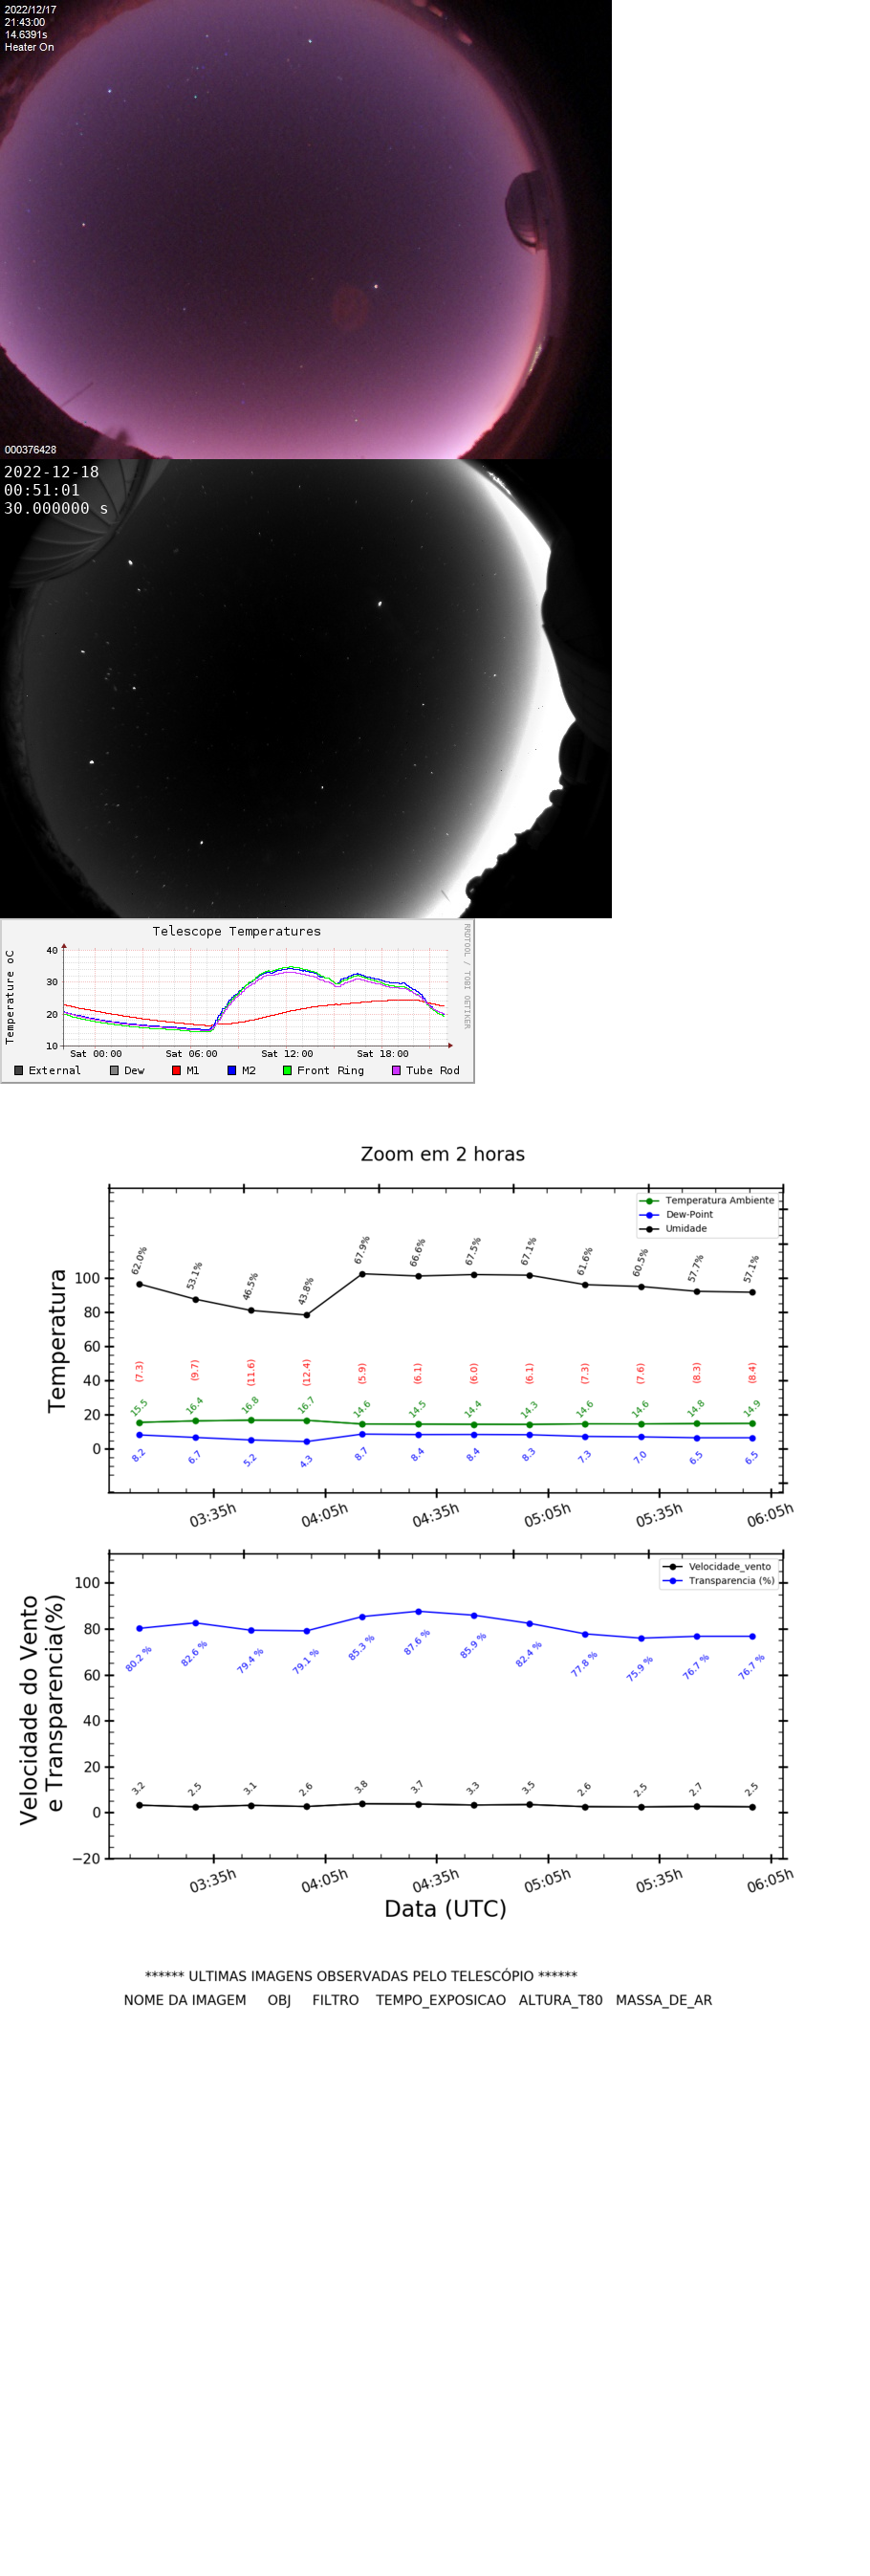 2022/12/17
21:43:00
14.6391s
Heater On
000376428
2022-12-18
00:51:01
30.000000 s
Telescope Temperatures
RRDTOOL / TOBI OETIKER
Temperature oC
40
30
20
10
Sat 00:00 Sat 06:00 Sat 12:00 Sat 18:00
External Dew M1 M2 Front Ring Tube Rod
Zoom em 2 horas
Temperatura Ambiente
Dew-Point
Umidade
Temperatura
100
80
60
40
20
0
62.0% 53.1% 46.5% 43.8% 67.9% 66.6% 67.5% 67.1% 61.6% 60.5% 57.7% 57.1%
(7.3) (9.7) (11.6) (12.4) (5.9) (6.1) (6.0) (6.1) (7.3) (7.6) (8.3) (8.4)
15.5 16.4 16.8 16.7 14.6 14.5 14.4 14.3 14.6 14.6 14.8 14.9
8.2 6.7 5.2 4.3 8.7 8.4 8.4 8.3 7.3 7.0 6.5 6.5
03:35h 04:05h 04:35h 05:05h 05:35h 06:05h
Velocidade_vento
Transparencia (%)
Velocidade do Vento
e Transparencia(%)
100
80
60
40
20
0
−20
80.2 % 82.6 % 79.4 % 79.1 % 85.3 % 87.6 % 85.9 % 82.4 % 77.8 % 75.9 % 76.7 % 76.7 %
3.2 2.5 3.1 2.6 3.8 3.7 3.3 3.5 2.6 2.5 2.7 2.5
03:35h 04:05h 04:35h 05:05h 05:35h 06:05h
Data (UTC)
****** ULTIMAS IMAGENS OBSERVADAS PELO TELESCÓPIO ******
NOME DA IMAGEM OBJ FILTRO TEMPO_EXPOSICAO ALTURA_T80 MASSA_DE_AR